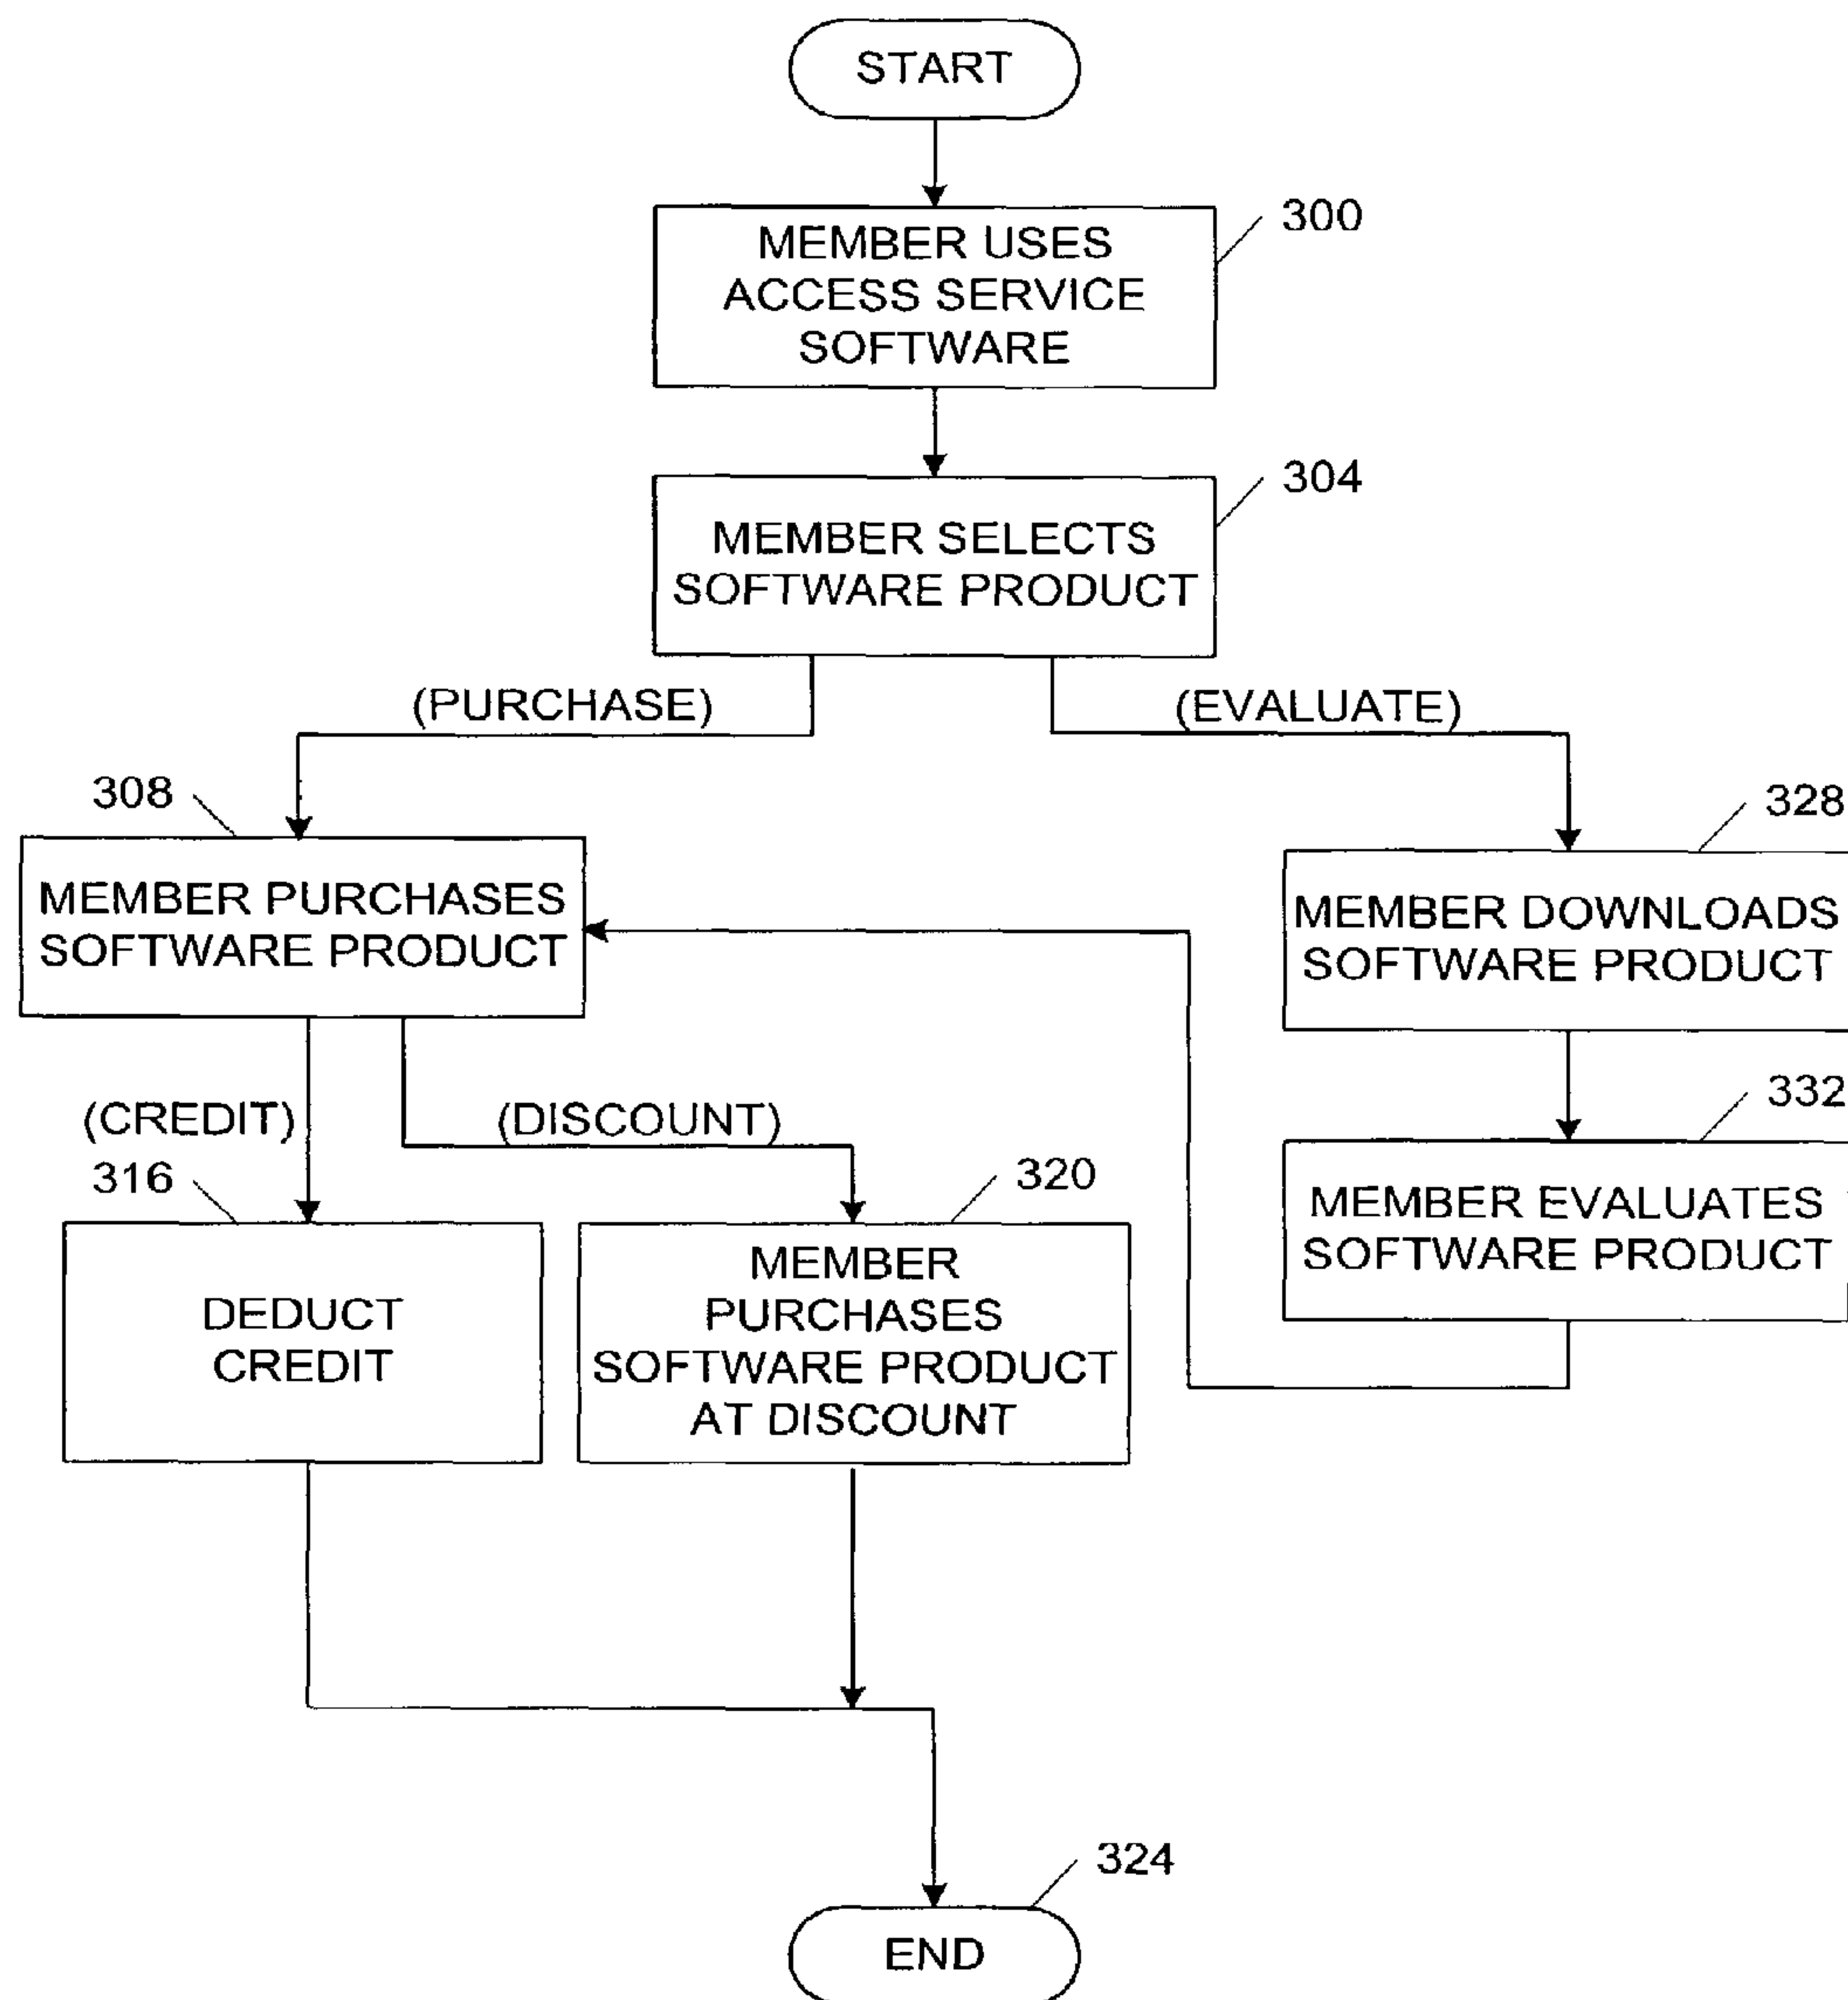 START
300
MEMBER USES
ACCESS SERVICE
SOFTWARE
304
MEMBER SELECTS
SOFTWARE PRODUCT
(PURCHASE)
(EVALUATE)
308
MEMBER PURCHASES
SOFTWARE PRODUCT
328
MEMBER DOWNLOADS
SOFTWARE PRODUCT
(CREDIT)
(DISCOUNT)
332
MEMBER EVALUATES
SOFTWARE PRODUCT
316
DEDUCT
CREDIT
320
MEMBER
PURCHASES
SOFTWARE PRODUCT
AT DISCOUNT
324
END